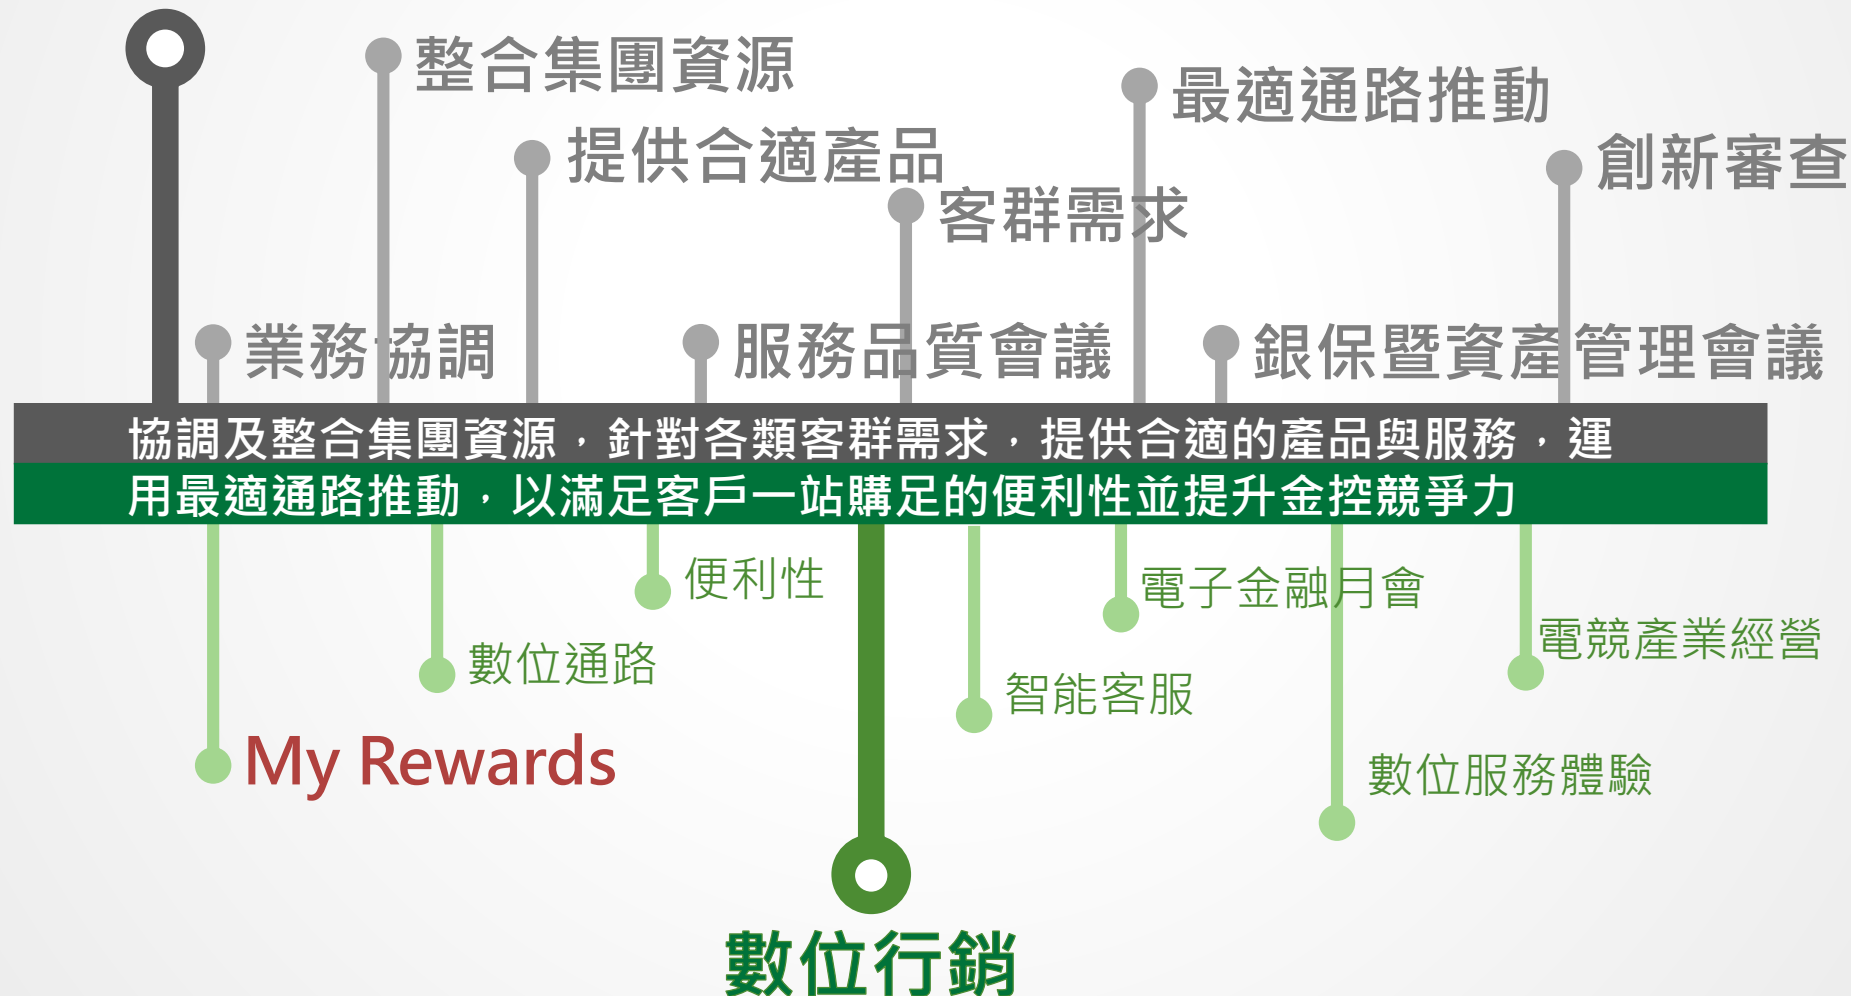 整合集團資源
最適通路推動
提供合適產品
創新審查
客群需求
業務協調
服務品質會議
銀保暨資產管理會議
協調及整合集團資源，針對各類客群需求，提供合適的產品與服務，運
用最適通路推動，以滿足客戶一站購足的便利性並提升金控競爭力
便利性
電子金融月會
電競產業經營
數位通路
智能客服
My Rewards
數位服務體驗
數位行銷